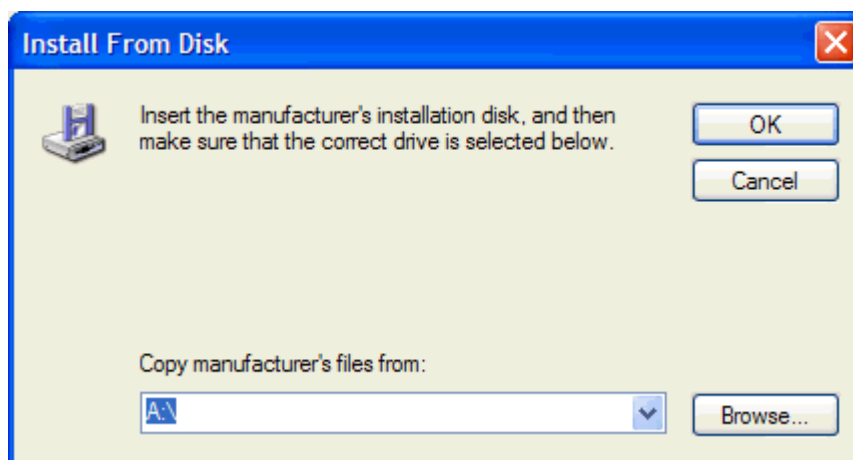 Install From Disk
Insert the manufacturer's installation disk, and then
make sure that the correct drive is selected below.
OK
Cancel
Copy manufacturer's files from:
A:\
Browse...